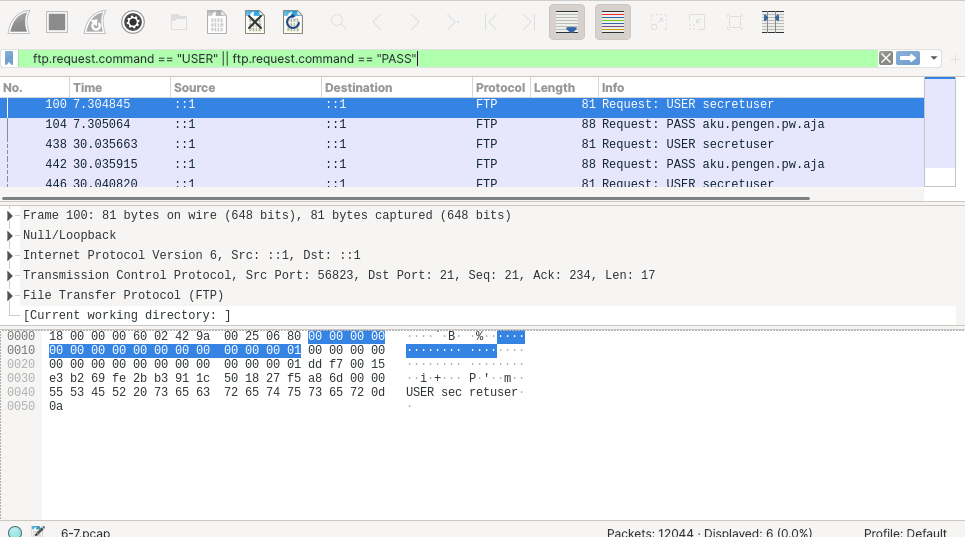 ftp.request.command == "USER" || ftp.request.command == "PASS"
No. Time Source Destination Protocol Length Info
100 7.304845 ::1 ::1 FTP 81 Request: USER secretuser
104 7.305064 ::1 ::1 FTP 88 Request: PASS aku.pengen.pw.aja
438 30.035663 ::1 ::1 FTP 81 Request: USER secretuser
442 30.035915 ::1 ::1 FTP 88 Request: PASS aku.pengen.pw.aja
446 30.040820 ::1 ::1 FTP 81 Request: USER secretuser
Frame 100: 81 bytes on wire (648 bits), 81 bytes captured (648 bits)
Null/Loopback
Internet Protocol Version 6, Src: ::1, Dst: ::1
Transmission Control Protocol, Src Port: 56823, Dst Port: 21, Seq: 21, Ack: 234, Len: 17
File Transfer Protocol (FTP)
[Current working directory: ]
0000 18 00 00 00 60 02 42 9a 00 25 06 80 00 00 00 00 ····`·B· ·%······
0010 00 00 00 00 00 00 00 00 00 00 00 01 00 00 00 00 ········ ········
0020 00 00 00 00 00 00 00 00 00 00 00 01 dd f7 00 15 ········ ········
0030 e3 b2 69 fe 2b b3 91 1c 50 18 27 f5 a8 6d 00 00 ··i·+··· P·'··m··
0040 55 53 45 52 20 73 65 63 72 65 74 75 73 65 72 0d USER sec retuser·
0050 0a ·
6-7.pcap Packets: 12044 · Displayed: 6 (0.0%) Profile: Default